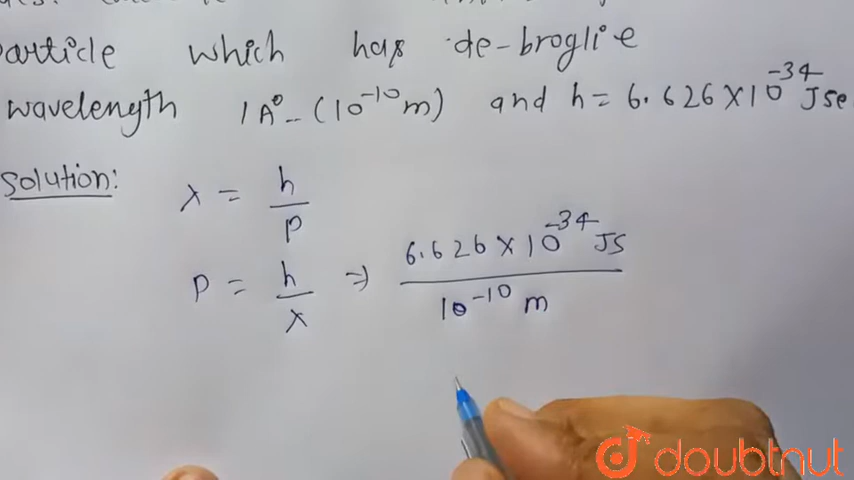 particle which has de-broglie
wavelength 1A° - (10⁻¹⁰ m) and h = 6.626 × 10⁻³⁴ Jse
solution:
λ = h/p
6.626 × 10⁻³⁴ JS
P = h/λ ⇒
10⁻¹⁰ m
doubtnut